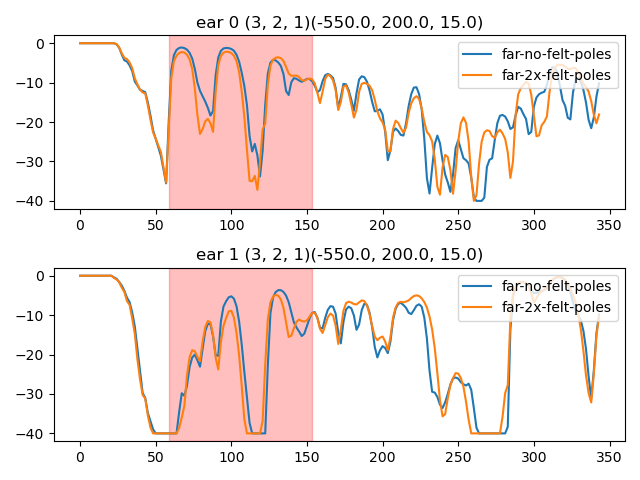 ear 0 (3, 2, 1)(-550.0, 200.0, 15.0)
far-no-felt-poles
far-2x-felt-poles
0
−10
−20
−30
−40
0 50 100 150 200 250 300 350
ear 1 (3, 2, 1)(-550.0, 200.0, 15.0)
far-no-felt-poles
far-2x-felt-poles
0
−10
−20
−30
−40
0 50 100 150 200 250 300 350